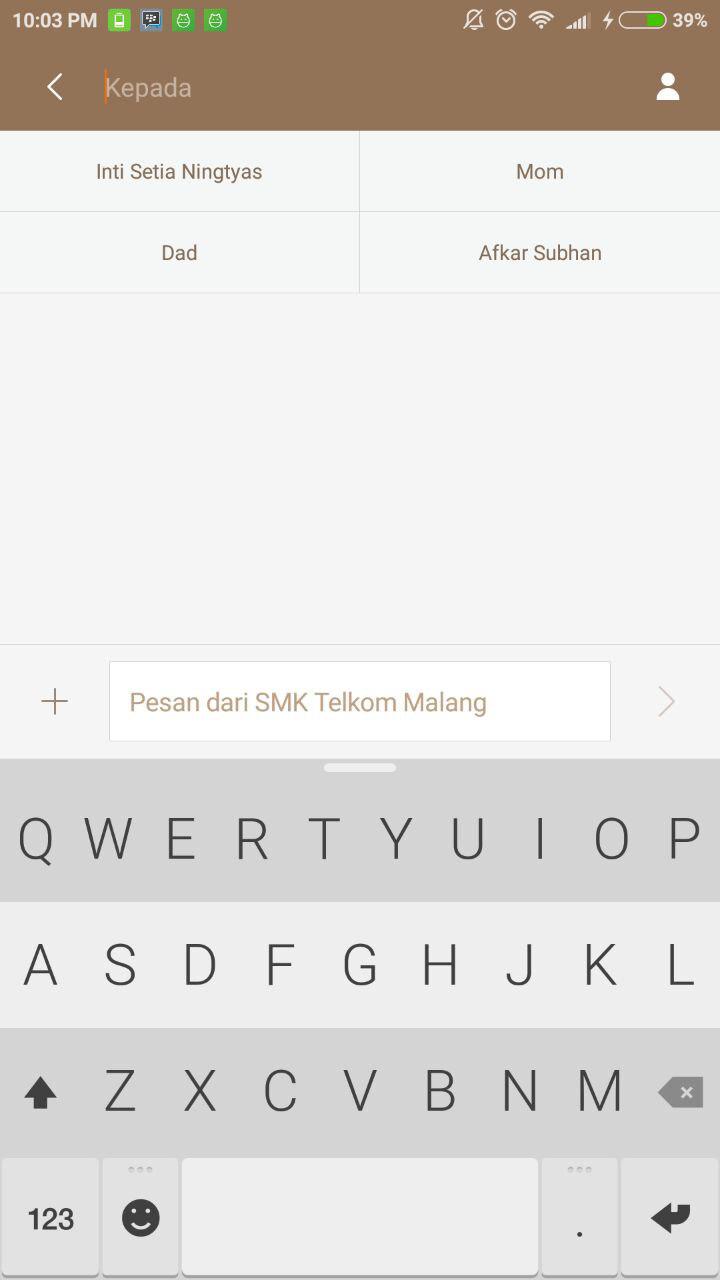 10:03 PM 39%
Kepada
Inti Setia Ningtyas Mom
Dad Afkar Subhan
Pesan dari SMK Telkom Malang
Q W E R T Y U I O P
A S D F G H J K L
Z X C V B N M
123 .